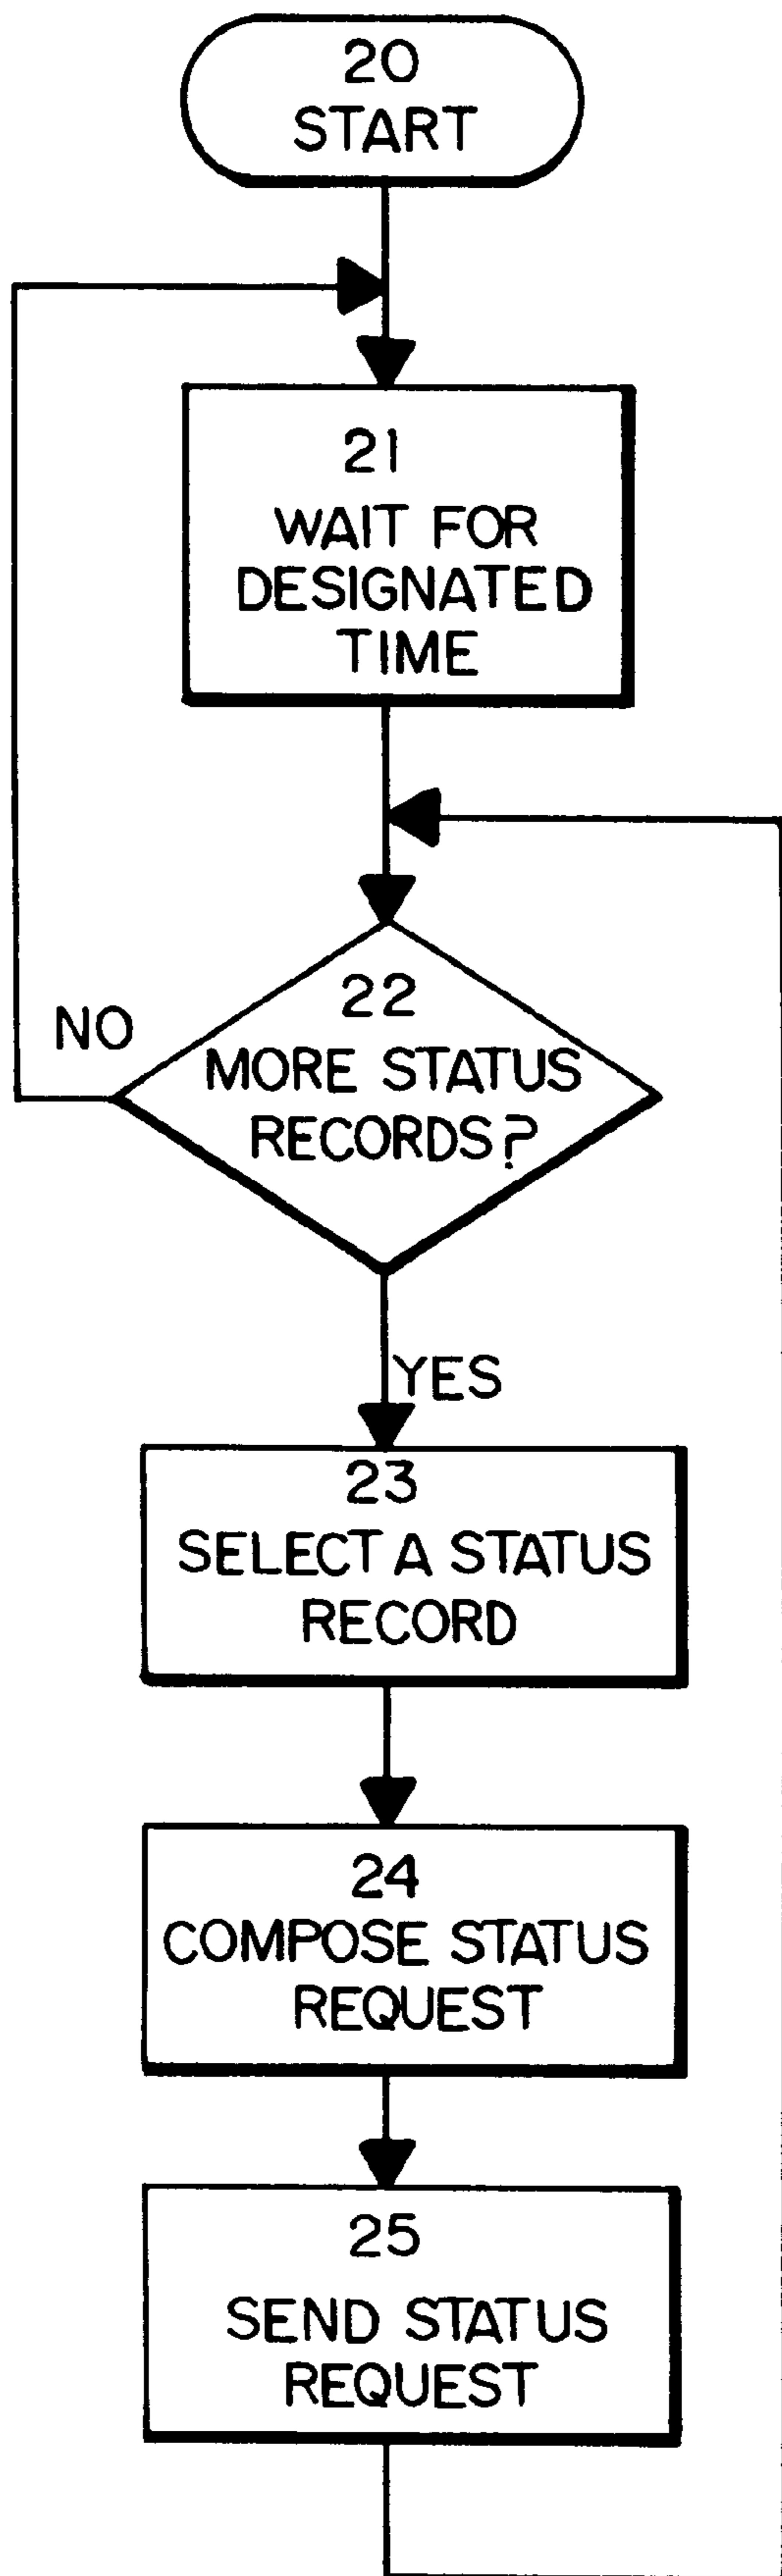 20
START
21
WAIT FOR
DESIGNATED
TIME
22
MORE STATUS
RECORDS?
NO
YES
23
SELECT A STATUS
RECORD
24
COMPOSE STATUS
REQUEST
25
SEND STATUS
REQUEST